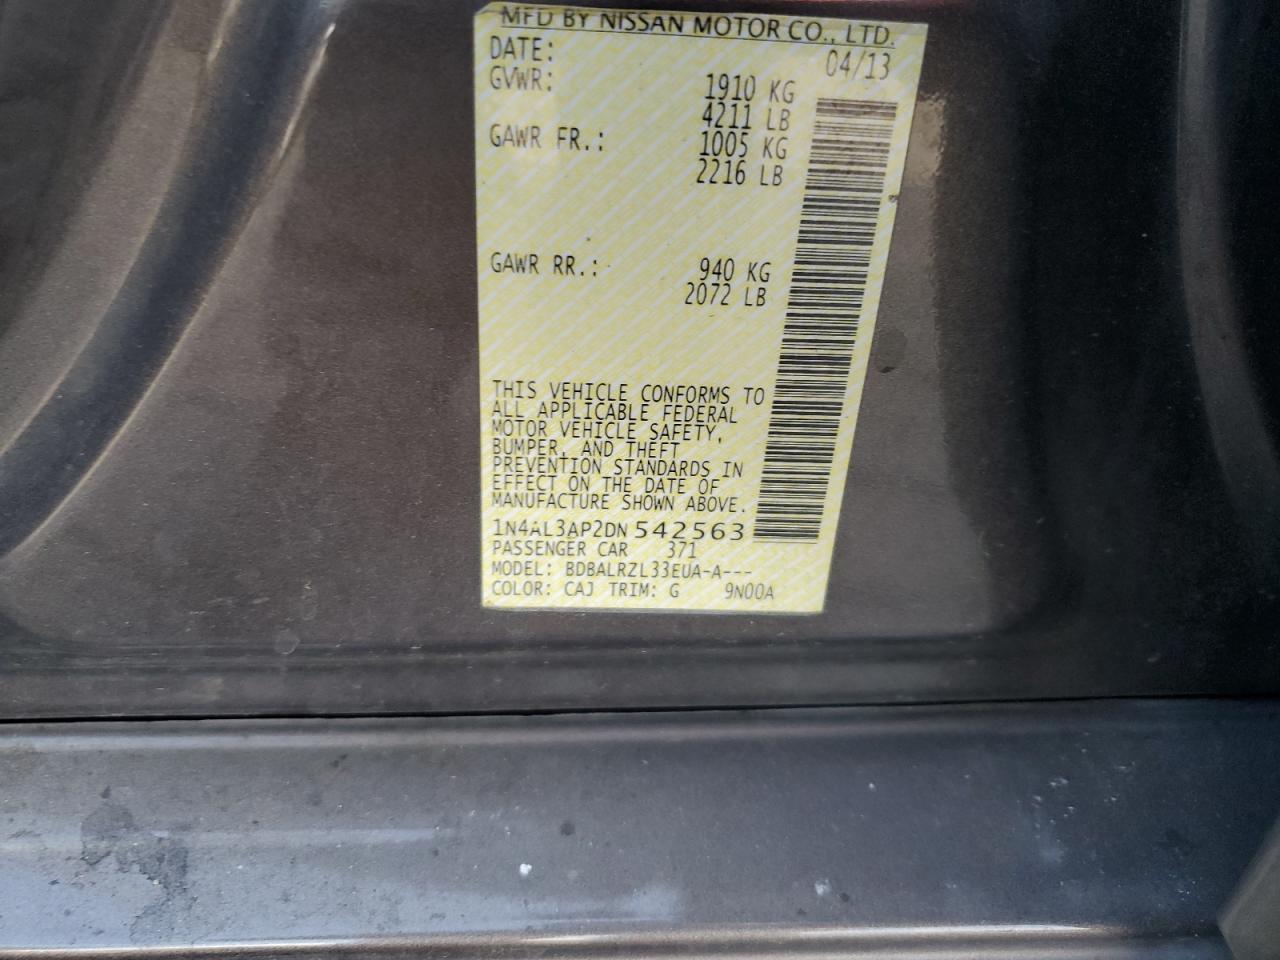 MFD BY NISSAN MOTOR CO., LTD.
DATE: 04/13
GVWR: 1910 KG
4211 LB
GAWR FR.: 1005 KG
2216 LB
GAWR RR.: 940 KG
2072 LB
THIS VEHICLE CONFORMS TO
ALL APPLICABLE FEDERAL
MOTOR VEHICLE SAFETY,
BUMPER, AND THEFT
PREVENTION STANDARDS IN
EFFECT ON THE DATE OF
MANUFACTURE SHOWN ABOVE.
1N4AL3AP2DN542563
PASSENGER CAR 371
MODEL: BDBALRZL33EUA-A---
COLOR: CAJ TRIM: G 9N00A